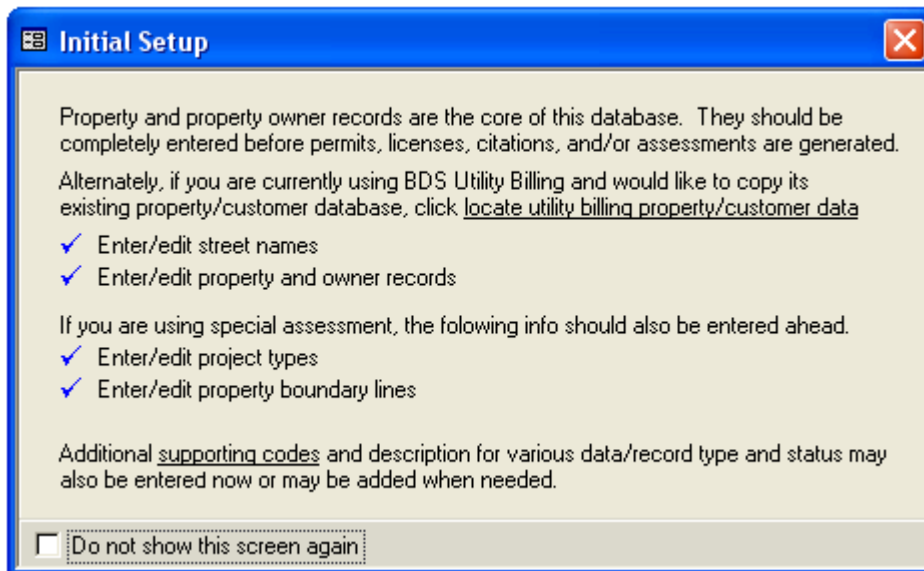 Initial Setup
Property and property owner records are the core of this database. They should be
completely entered before permits, licenses, citations, and/or assessments are generated.
Alternately, if you are currently using BDS Utility Billing and would like to copy its
existing property/customer database, click locate utility billing property/customer data
Enter/edit street names
Enter/edit property and owner records
If you are using special assessment, the folowing info should also be entered ahead.
Enter/edit project types
Enter/edit property boundary lines
Additional supporting codes and description for various data/record type and status may
also be entered now or may be added when needed.
Do not show this screen again